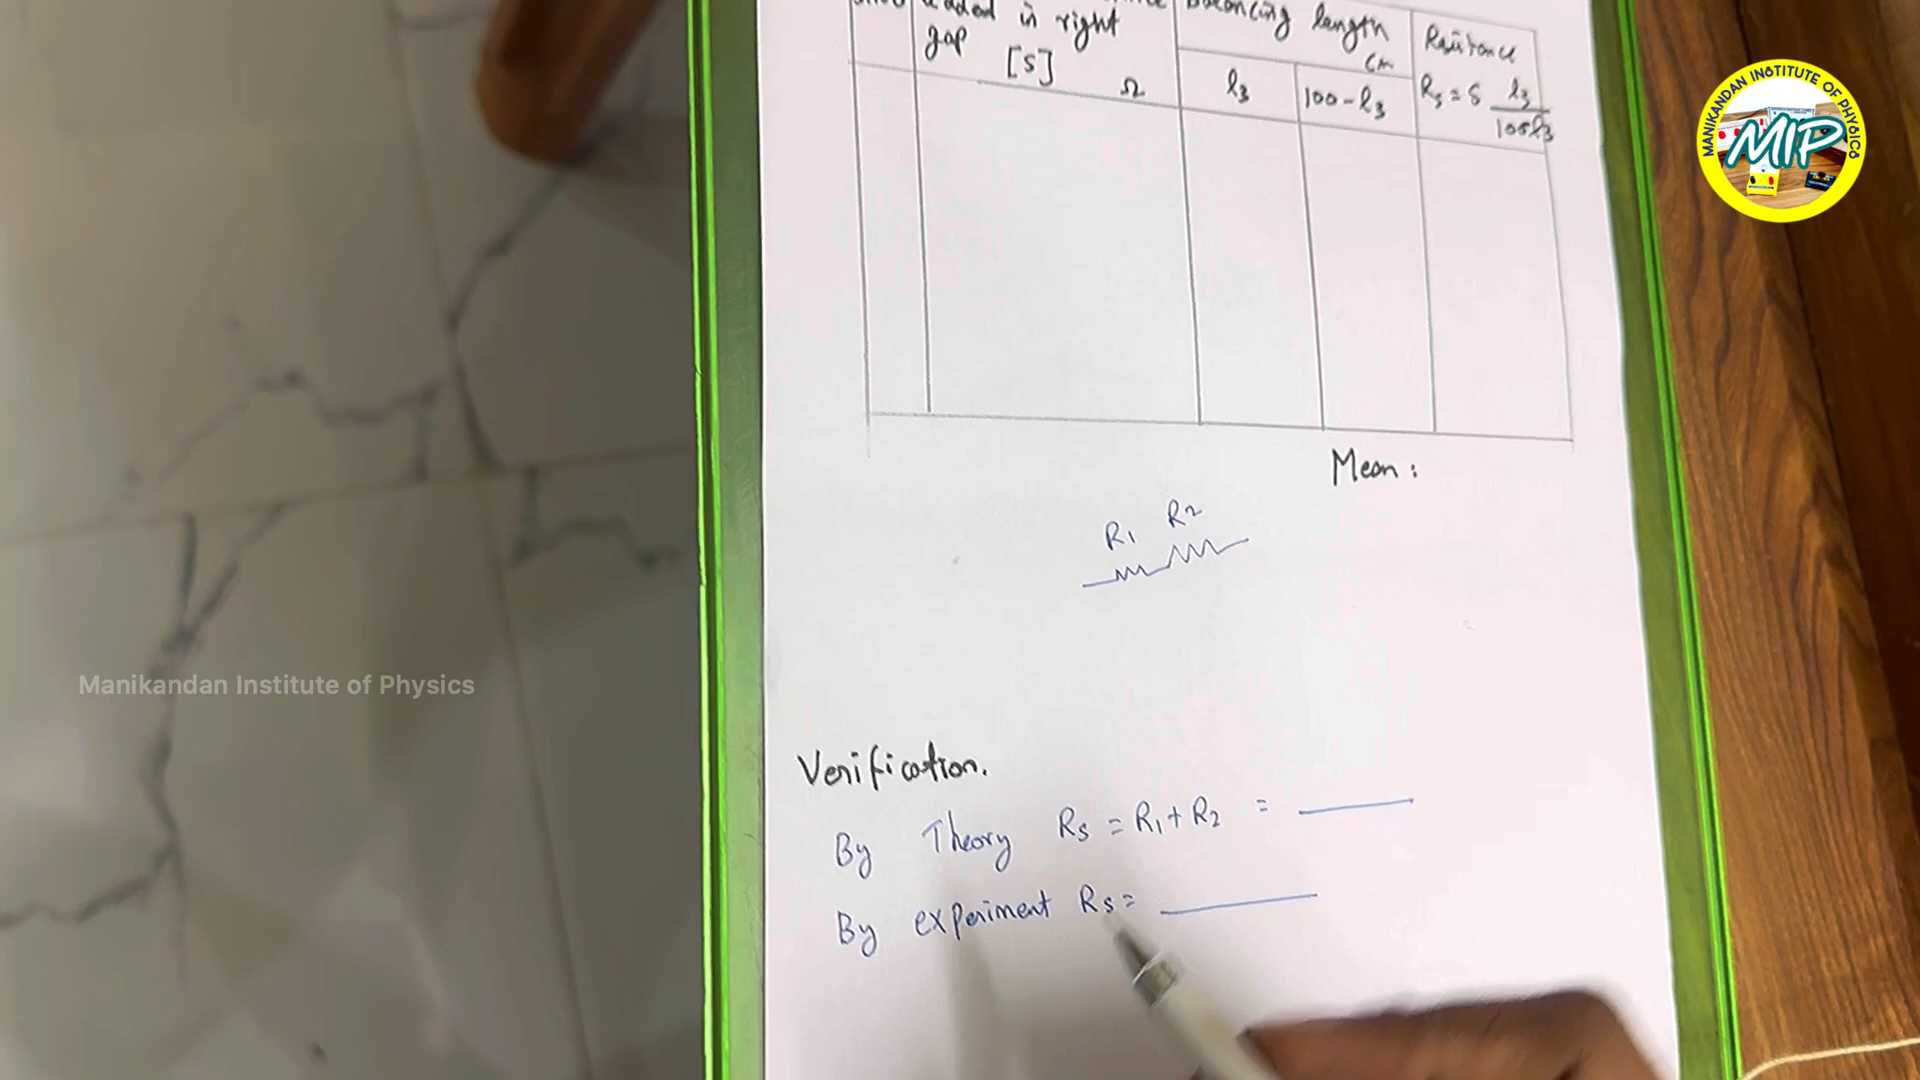 in right
gap [S] Ω
Balancing length
cm
l3 100-l3
Resistance
Rs = S l3
100-l3
Mean :
R1 R2
Verification.
By Theory Rs = R1 + R2 =
By experiment Rs =
Manikandan Institute of Physics
MANIKANDAN INSTITUTE OF PHYSICS
MIP